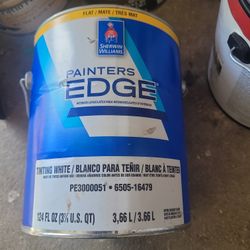 FLAT / MATE / TRÈS MAT
SHERWIN
WILLIAMS
PAINTERS
EDGE
TINTING WHITE / BLANCO PARA TEÑIR / BLANC À TEINTER
PE3000051 • 6505-16479
124 FL OZ (3⅞ U.S. QT)
3,66 L / 3.66 L